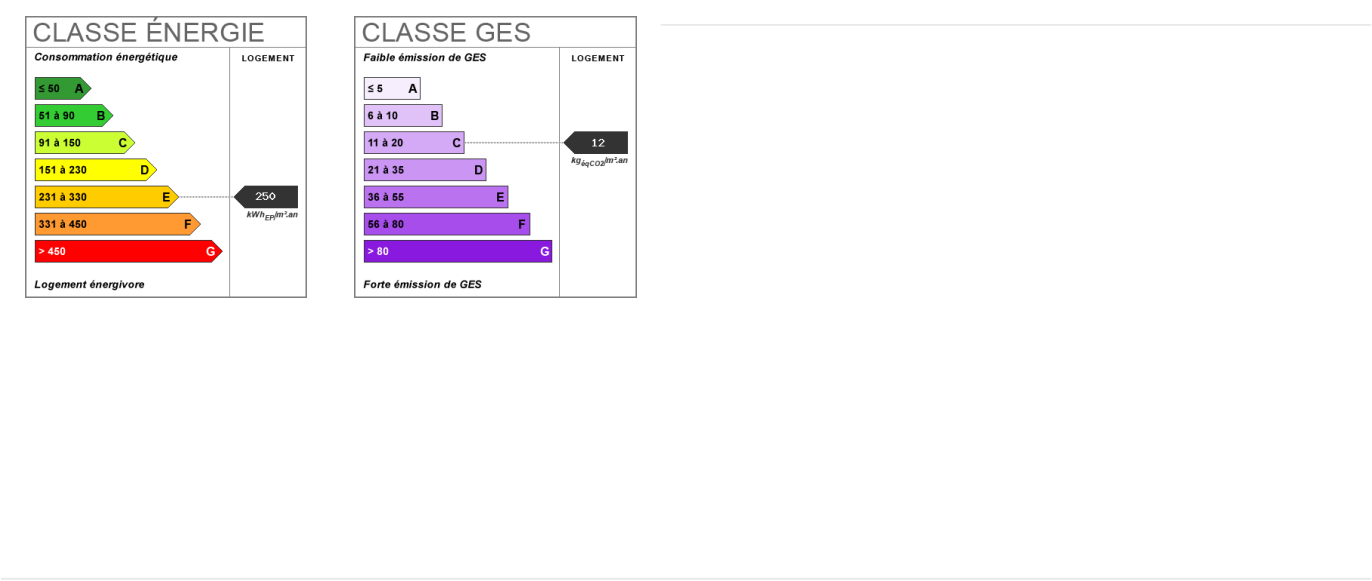 CLASSE ÉNERGIE
Consommation énergétique
LOGEMENT
≤ 50 A
51 à 90 B
91 à 150 C
151 à 230 D
231 à 330 E
250
kWhEP/m².an
331 à 450 F
> 450 G
Logement énergivore
CLASSE GES
Faible émission de GES
LOGEMENT
≤ 5 A
6 à 10 B
11 à 20 C
12
kgéqCO2/m².an
21 à 35 D
36 à 55 E
56 à 80 F
> 80 G
Forte émission de GES